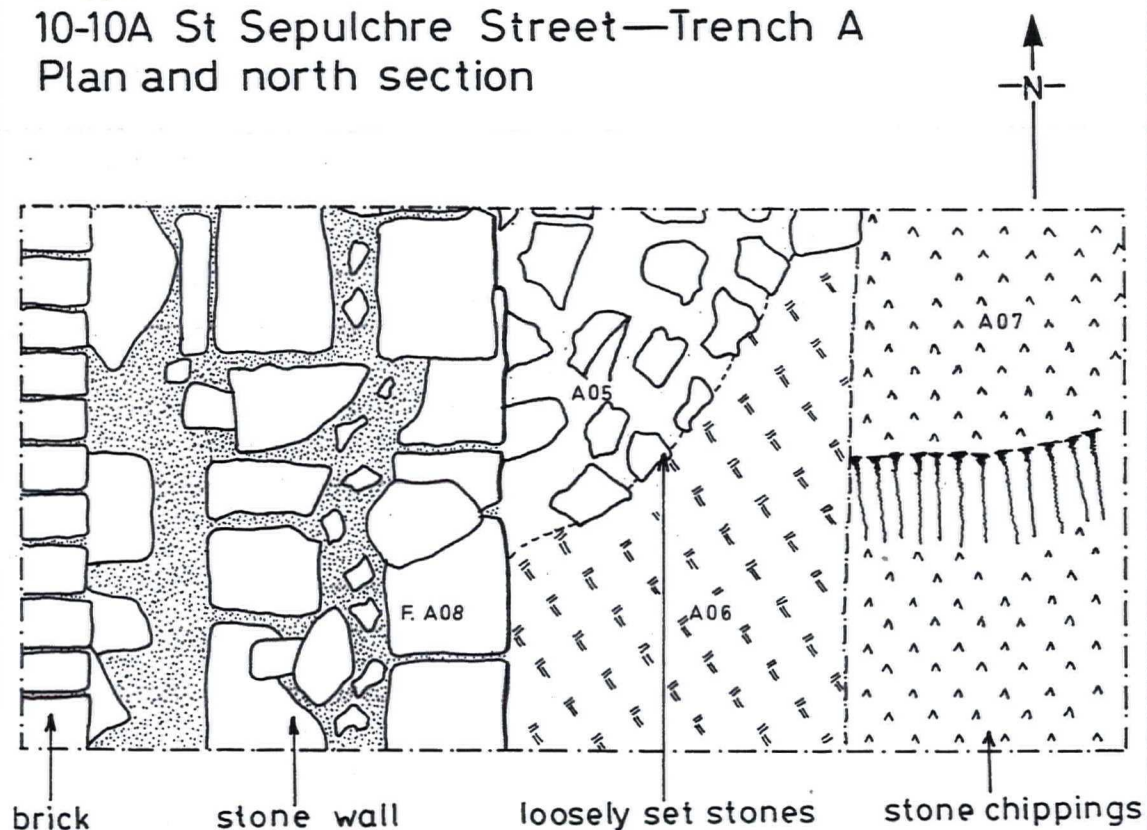 10-10A St Sepulchre Street—Trench A
Plan and north section
N
A07
A05
F. A08
A06
brick
stone wall
loosely set stones
stone chippings